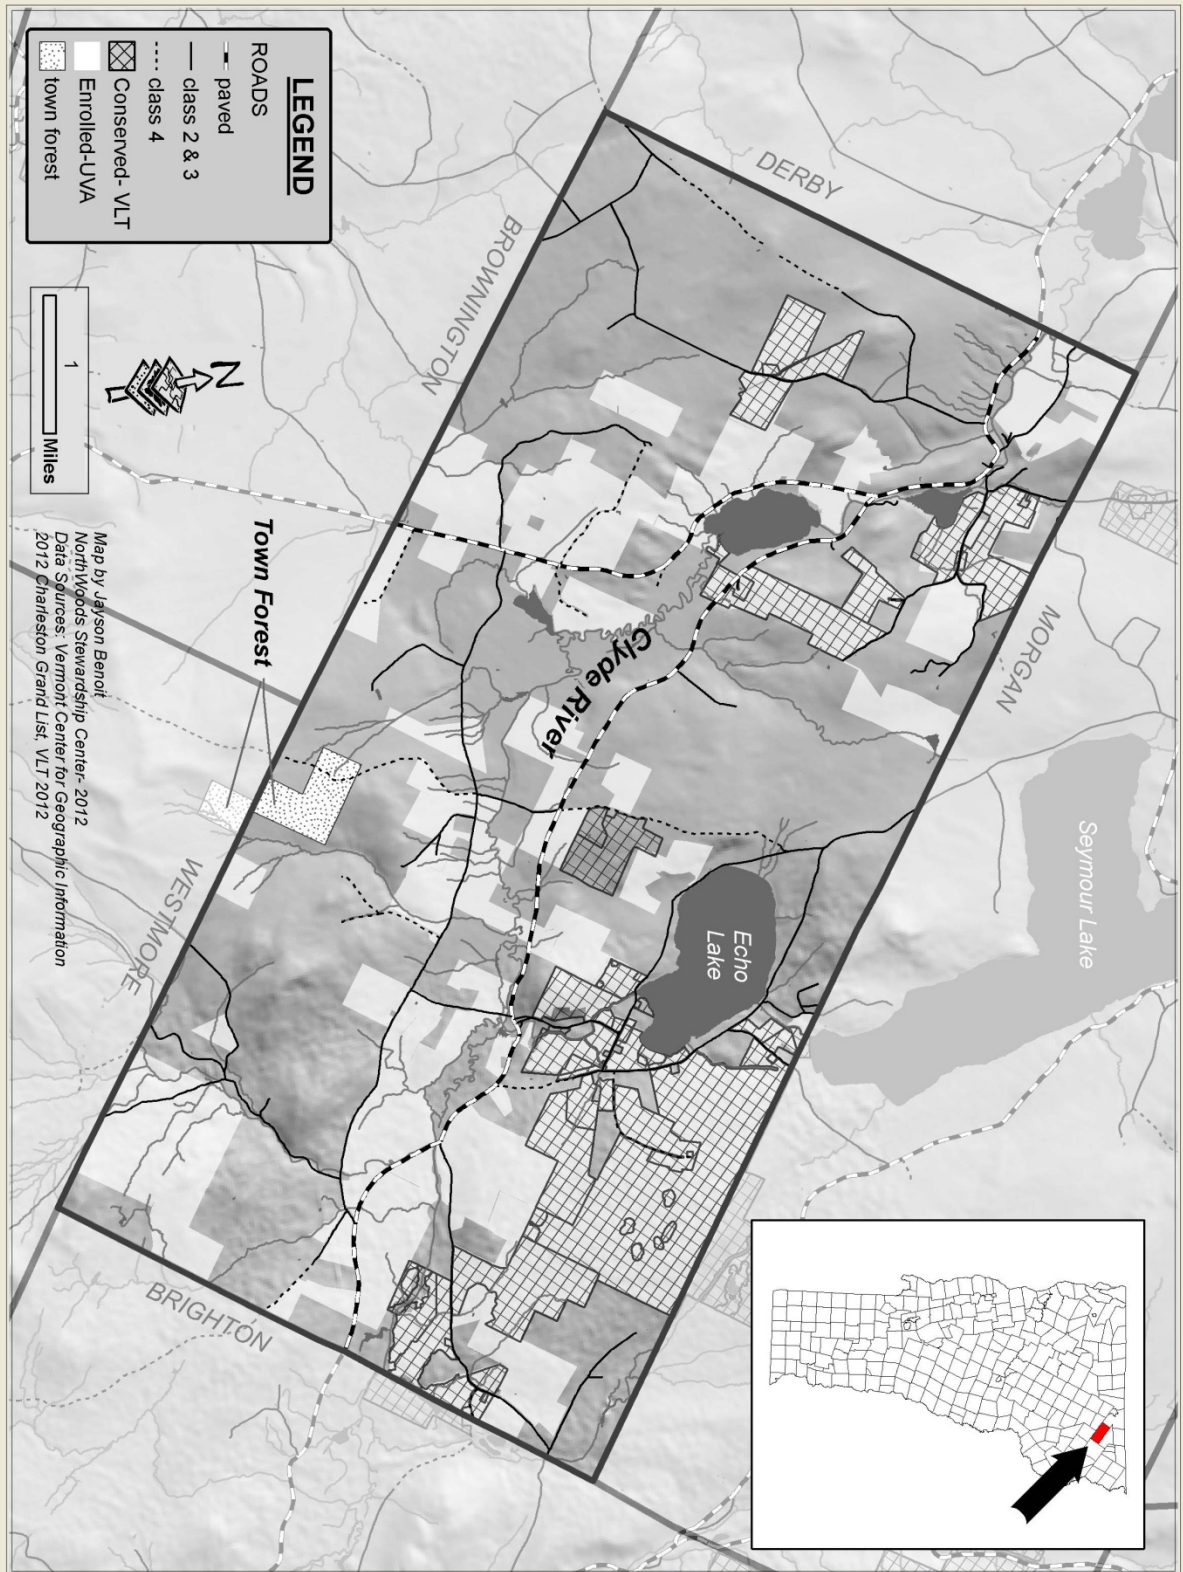 LEGEND
ROADS
paved
class 2 & 3
class 4
Conserved- VLT
Enrolled-UVA
town forest
N
1
Miles
Map by Jayson Benoit
NorthWoods Stewardship Center- 2012
Data Sources: Vermont Center for Geographic Information
2012 Charleston Grand List, VLT 2012
Town Forest
DERBY
BROWNINGTON
MORGAN
Seymour Lake
Clyde River
Echo
Lake
WESTMORE
BRIGHTON